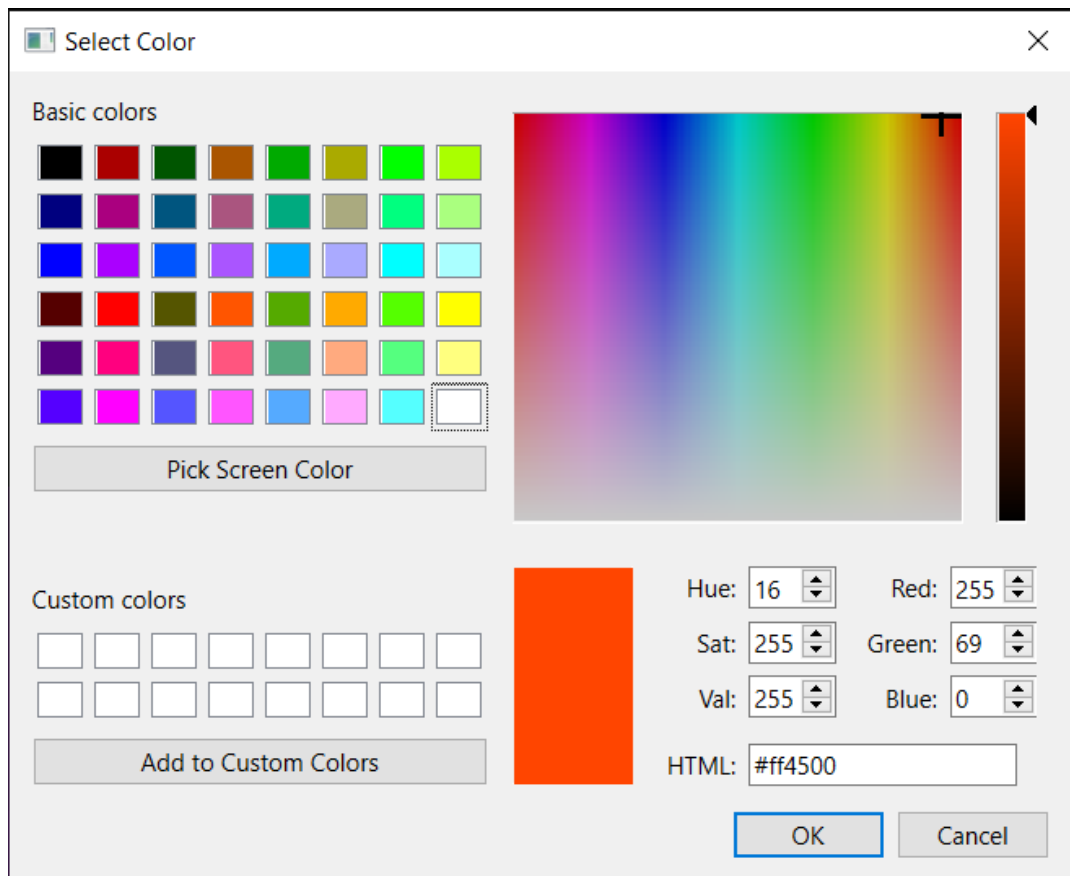 Select Color
Basic colors
Pick Screen Color
Custom colors
Add to Custom Colors
Hue: 16 Red: 255
Sat: 255 Green: 69
Val: 255 Blue: 0
HTML: #ff4500
OK Cancel